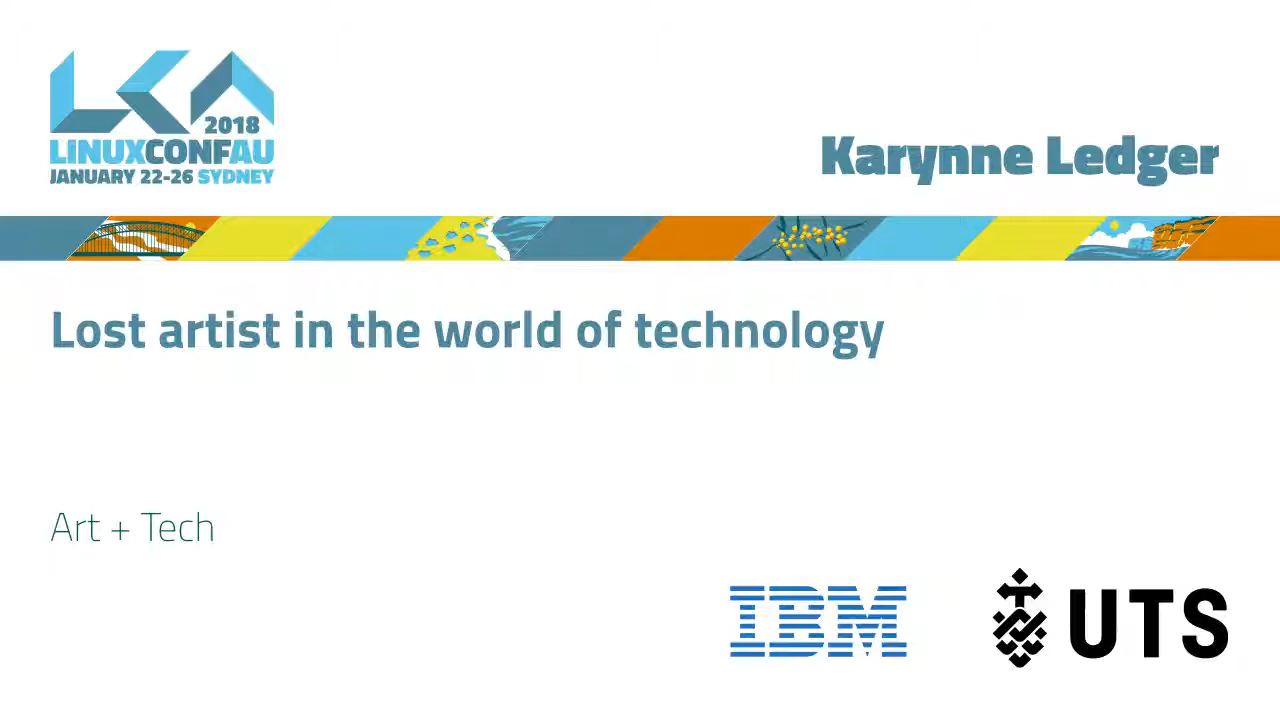 LCA
2018
LINUXCONFAU
JANUARY 22-26 SYDNEY
Karynne Ledger
Lost artist in the world of technology
Art + Tech
IBM
UTS